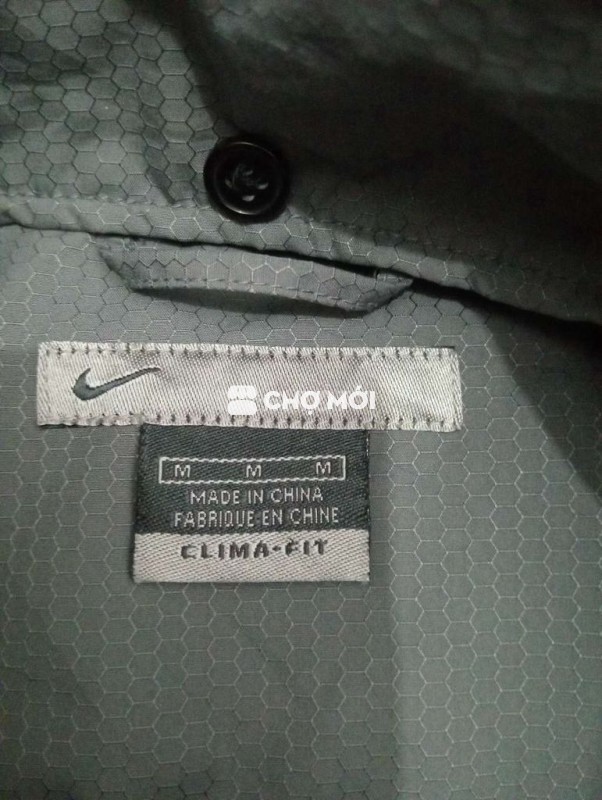 CHỢ MỚI
M M M
MADE IN CHINA
FABRIQUE EN CHINE
CLIMA-FIT